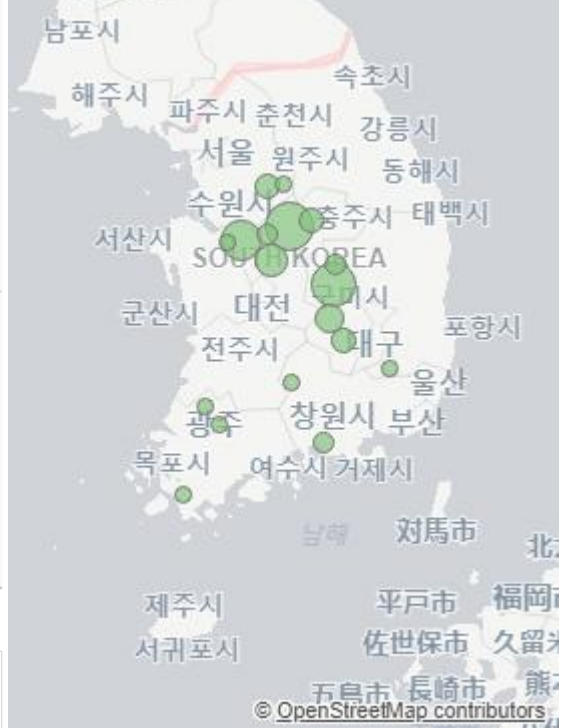 남포시
속초시
해주시
파주시 춘천시
강릉시
서울 원주시
동해시
수원시
충주시 태백시
서산시
SOUTH KOREA
구미시
군산시 대전
포항시
전주시 대구
울산
창원시 부산
광주
목포시 여수시 거제시
남해
対馬市
北
제주시
平戸市 福岡
서귀포시
佐世保市 久留
五島市 長崎市 熊
© OpenStreetMap contributors